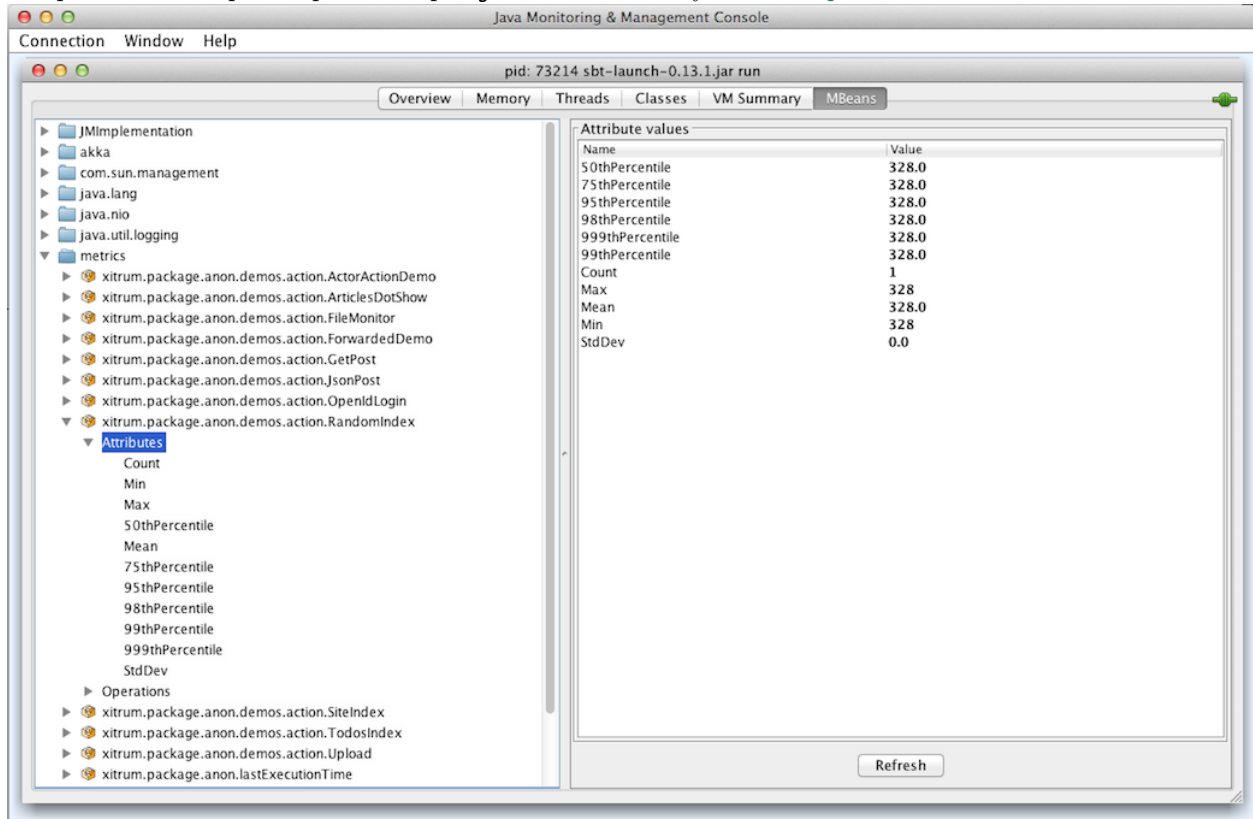 Java Monitoring & Management Console
Connection Window Help
pid: 73214 sbt-launch-0.13.1.jar run
Overview Memory Threads Classes VM Summary MBeans
JMImplementation
akka
com.sun.management
java.lang
java.nio
java.util.logging
metrics
xitrum.package.anon.demos.action.ActorActionDemo
xitrum.package.anon.demos.action.ArticlesDotShow
xitrum.package.anon.demos.action.FileMonitor
xitrum.package.anon.demos.action.ForwardedDemo
xitrum.package.anon.demos.action.GetPost
xitrum.package.anon.demos.action.JsonPost
xitrum.package.anon.demos.action.OpenIdLogin
xitrum.package.anon.demos.action.RandomIndex
Attributes
Count
Min
Max
50thPercentile
Mean
75thPercentile
95thPercentile
98thPercentile
99thPercentile
999thPercentile
StdDev
Operations
xitrum.package.anon.demos.action.SiteIndex
xitrum.package.anon.demos.action.TodosIndex
xitrum.package.anon.demos.action.Upload
xitrum.package.anon.lastExecutionTime
Attribute values
Name Value
50thPercentile 328.0
75thPercentile 328.0
95thPercentile 328.0
98thPercentile 328.0
999thPercentile 328.0
99thPercentile 328.0
Count 1
Max 328
Mean 328.0
Min 328
StdDev 0.0
Refresh